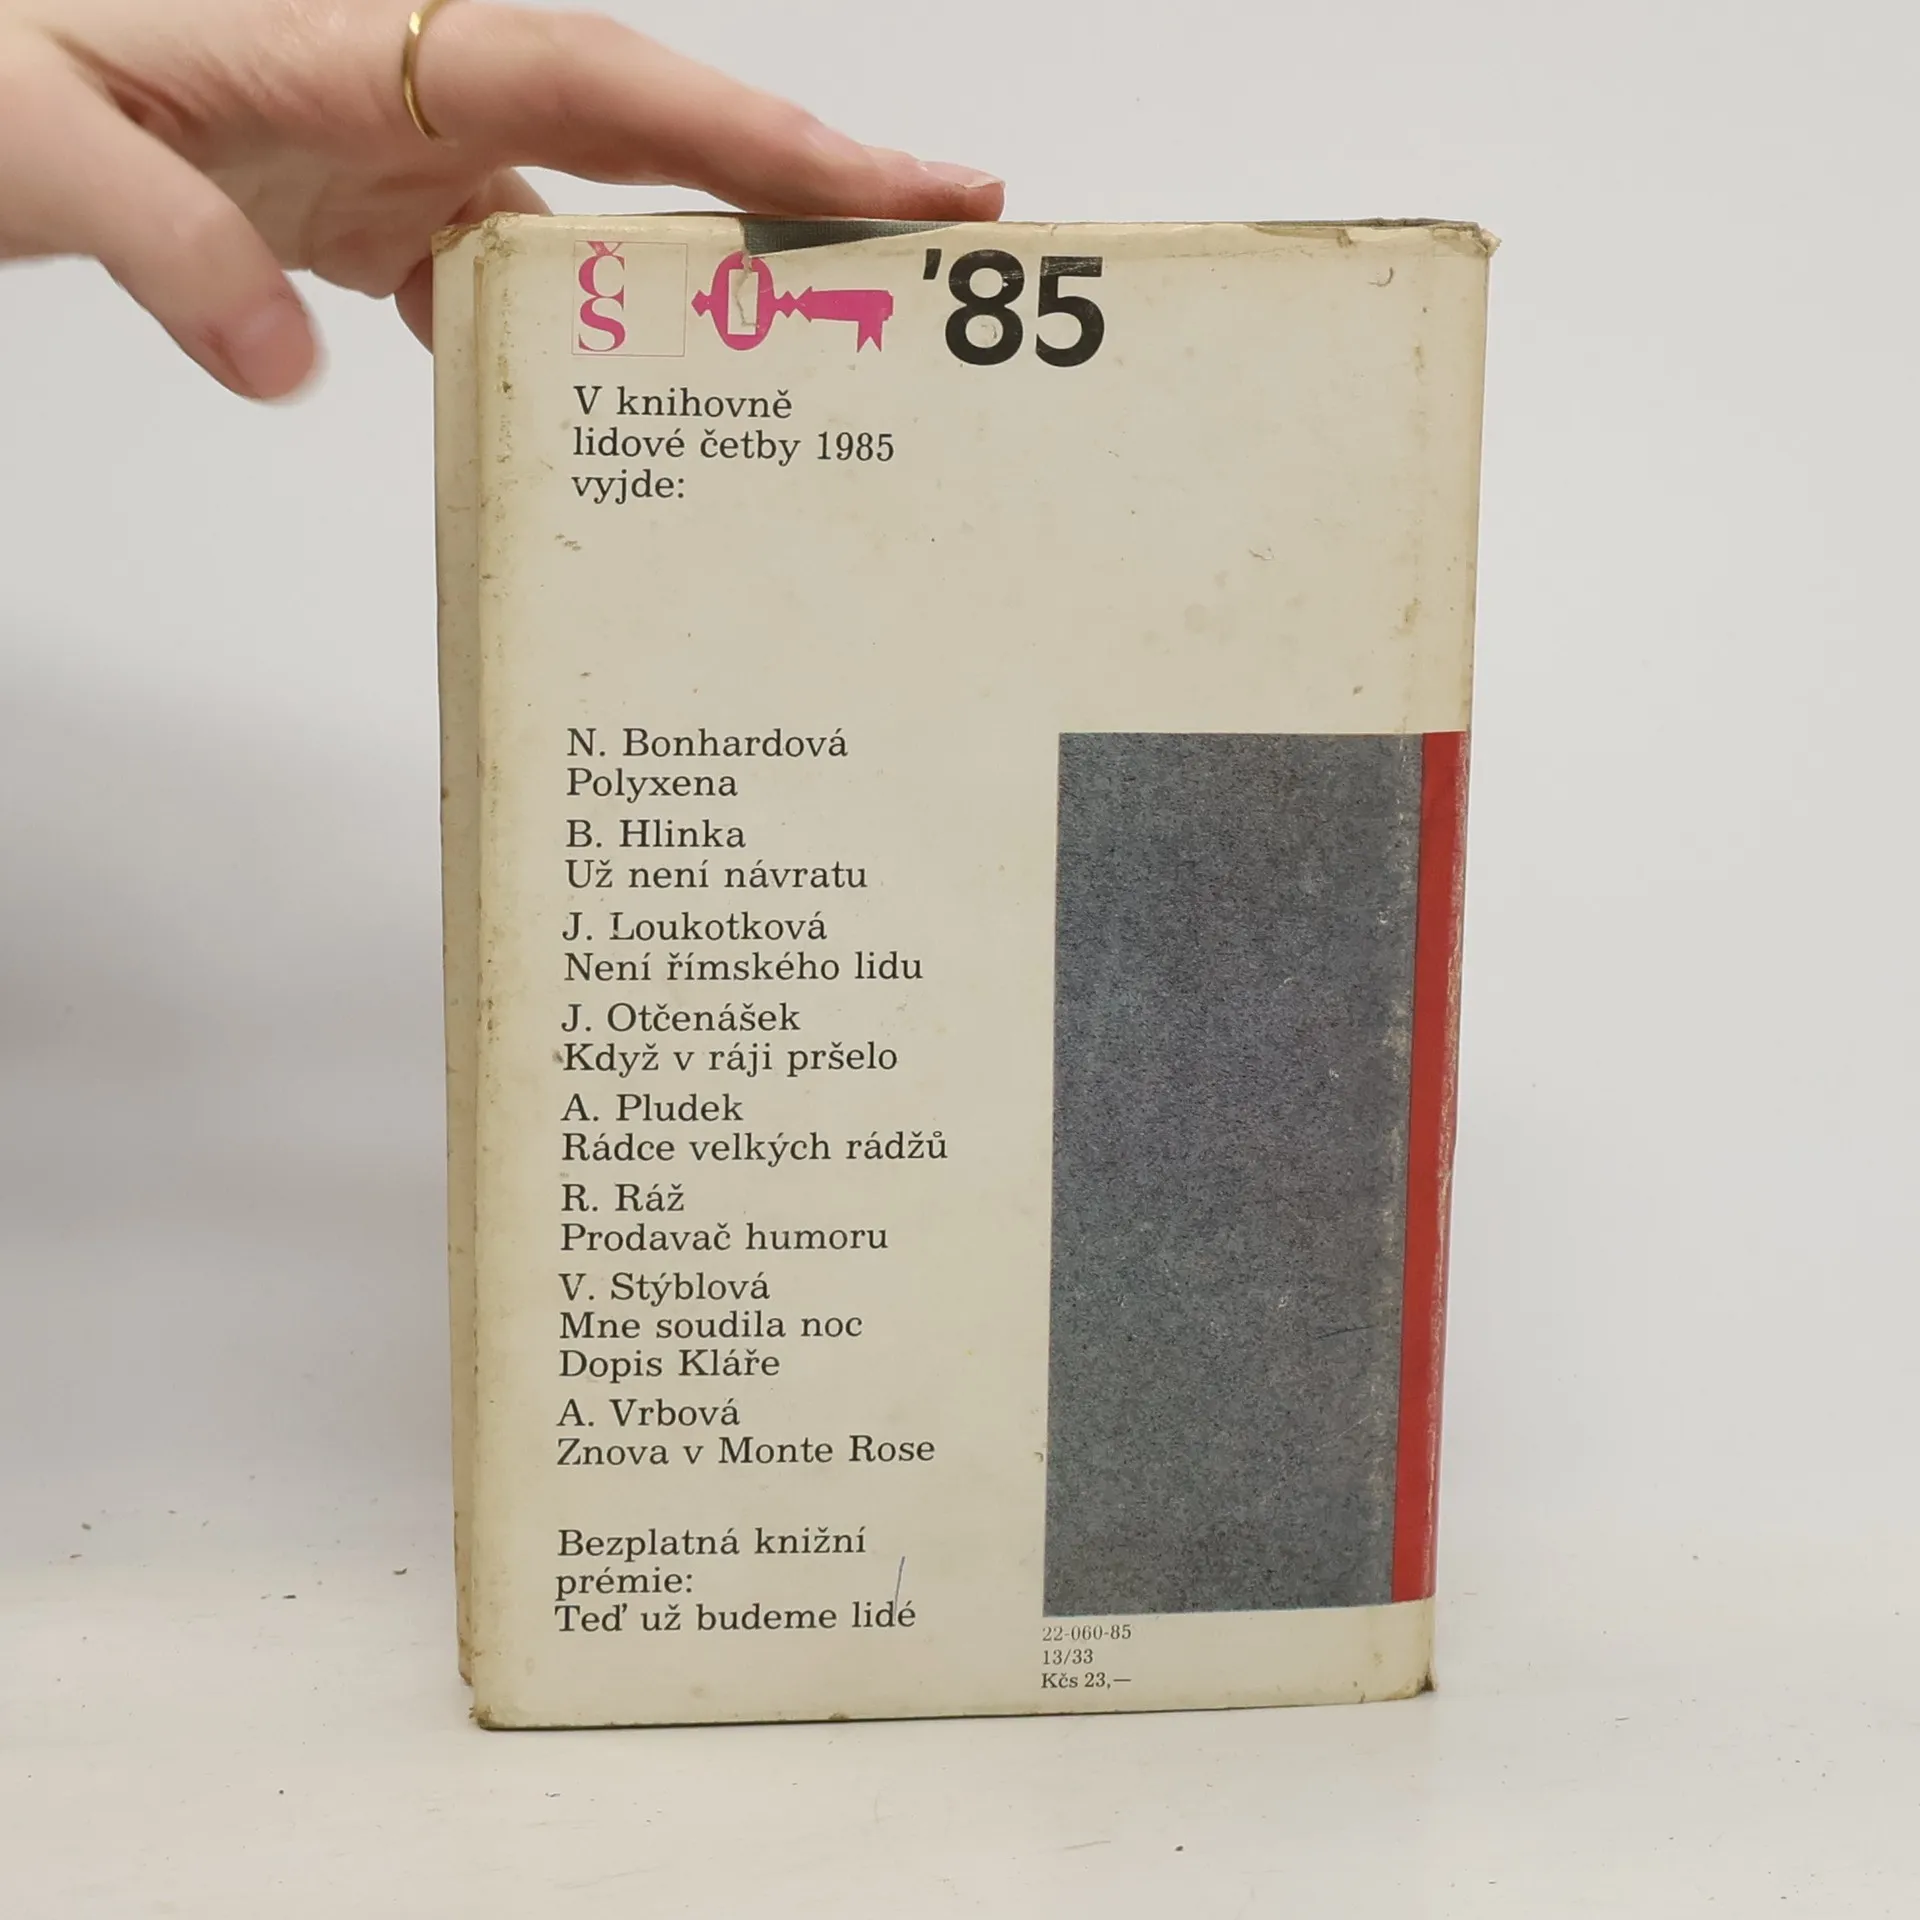 ČS '85
V knihovně
lidové četby 1985
vyjde:
N. Bonhardová
Polyxena
B. Hlinka
Už není návratu
J. Loukotková
Není římského lidu
J. Otčenášek
Když v ráji pršelo
A. Pludek
Rádce velkých rádžů
R. Ráž
Prodavač humoru
V. Stýblová
Mne soudila noc
Dopis Kláře
A. Vrbová
Znova v Monte Rose
Bezplatná knižní
prémie:
Teď už budeme lidé
22-060-85
13/33
Kčs 23,—